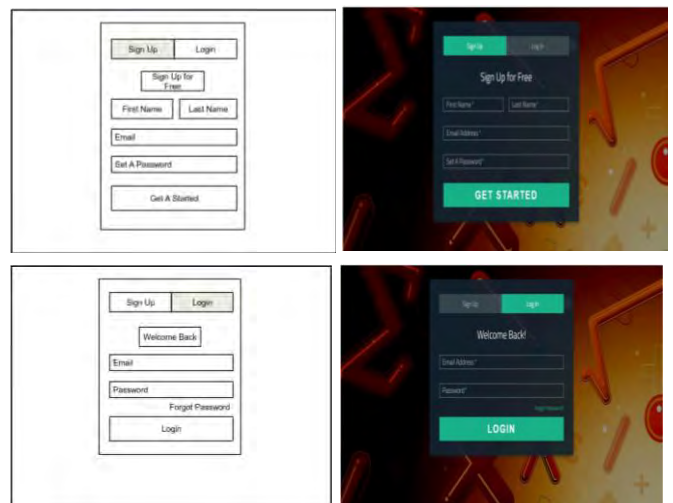 Sign Up Login
Sign Up for
Free
First Name Last Name
Email
Set A Password
Get A Started
Sign Up Log In
Sign Up for Free
First Name* Last Name*
Email Address*
Set A Password*
GET STARTED
Sign Up Login
Welcome Back
Email
Password
Forgot Password
Login
Sign Up Log In
Welcome Back!
Email Address*
Password*
Forgot Password?
LOGIN